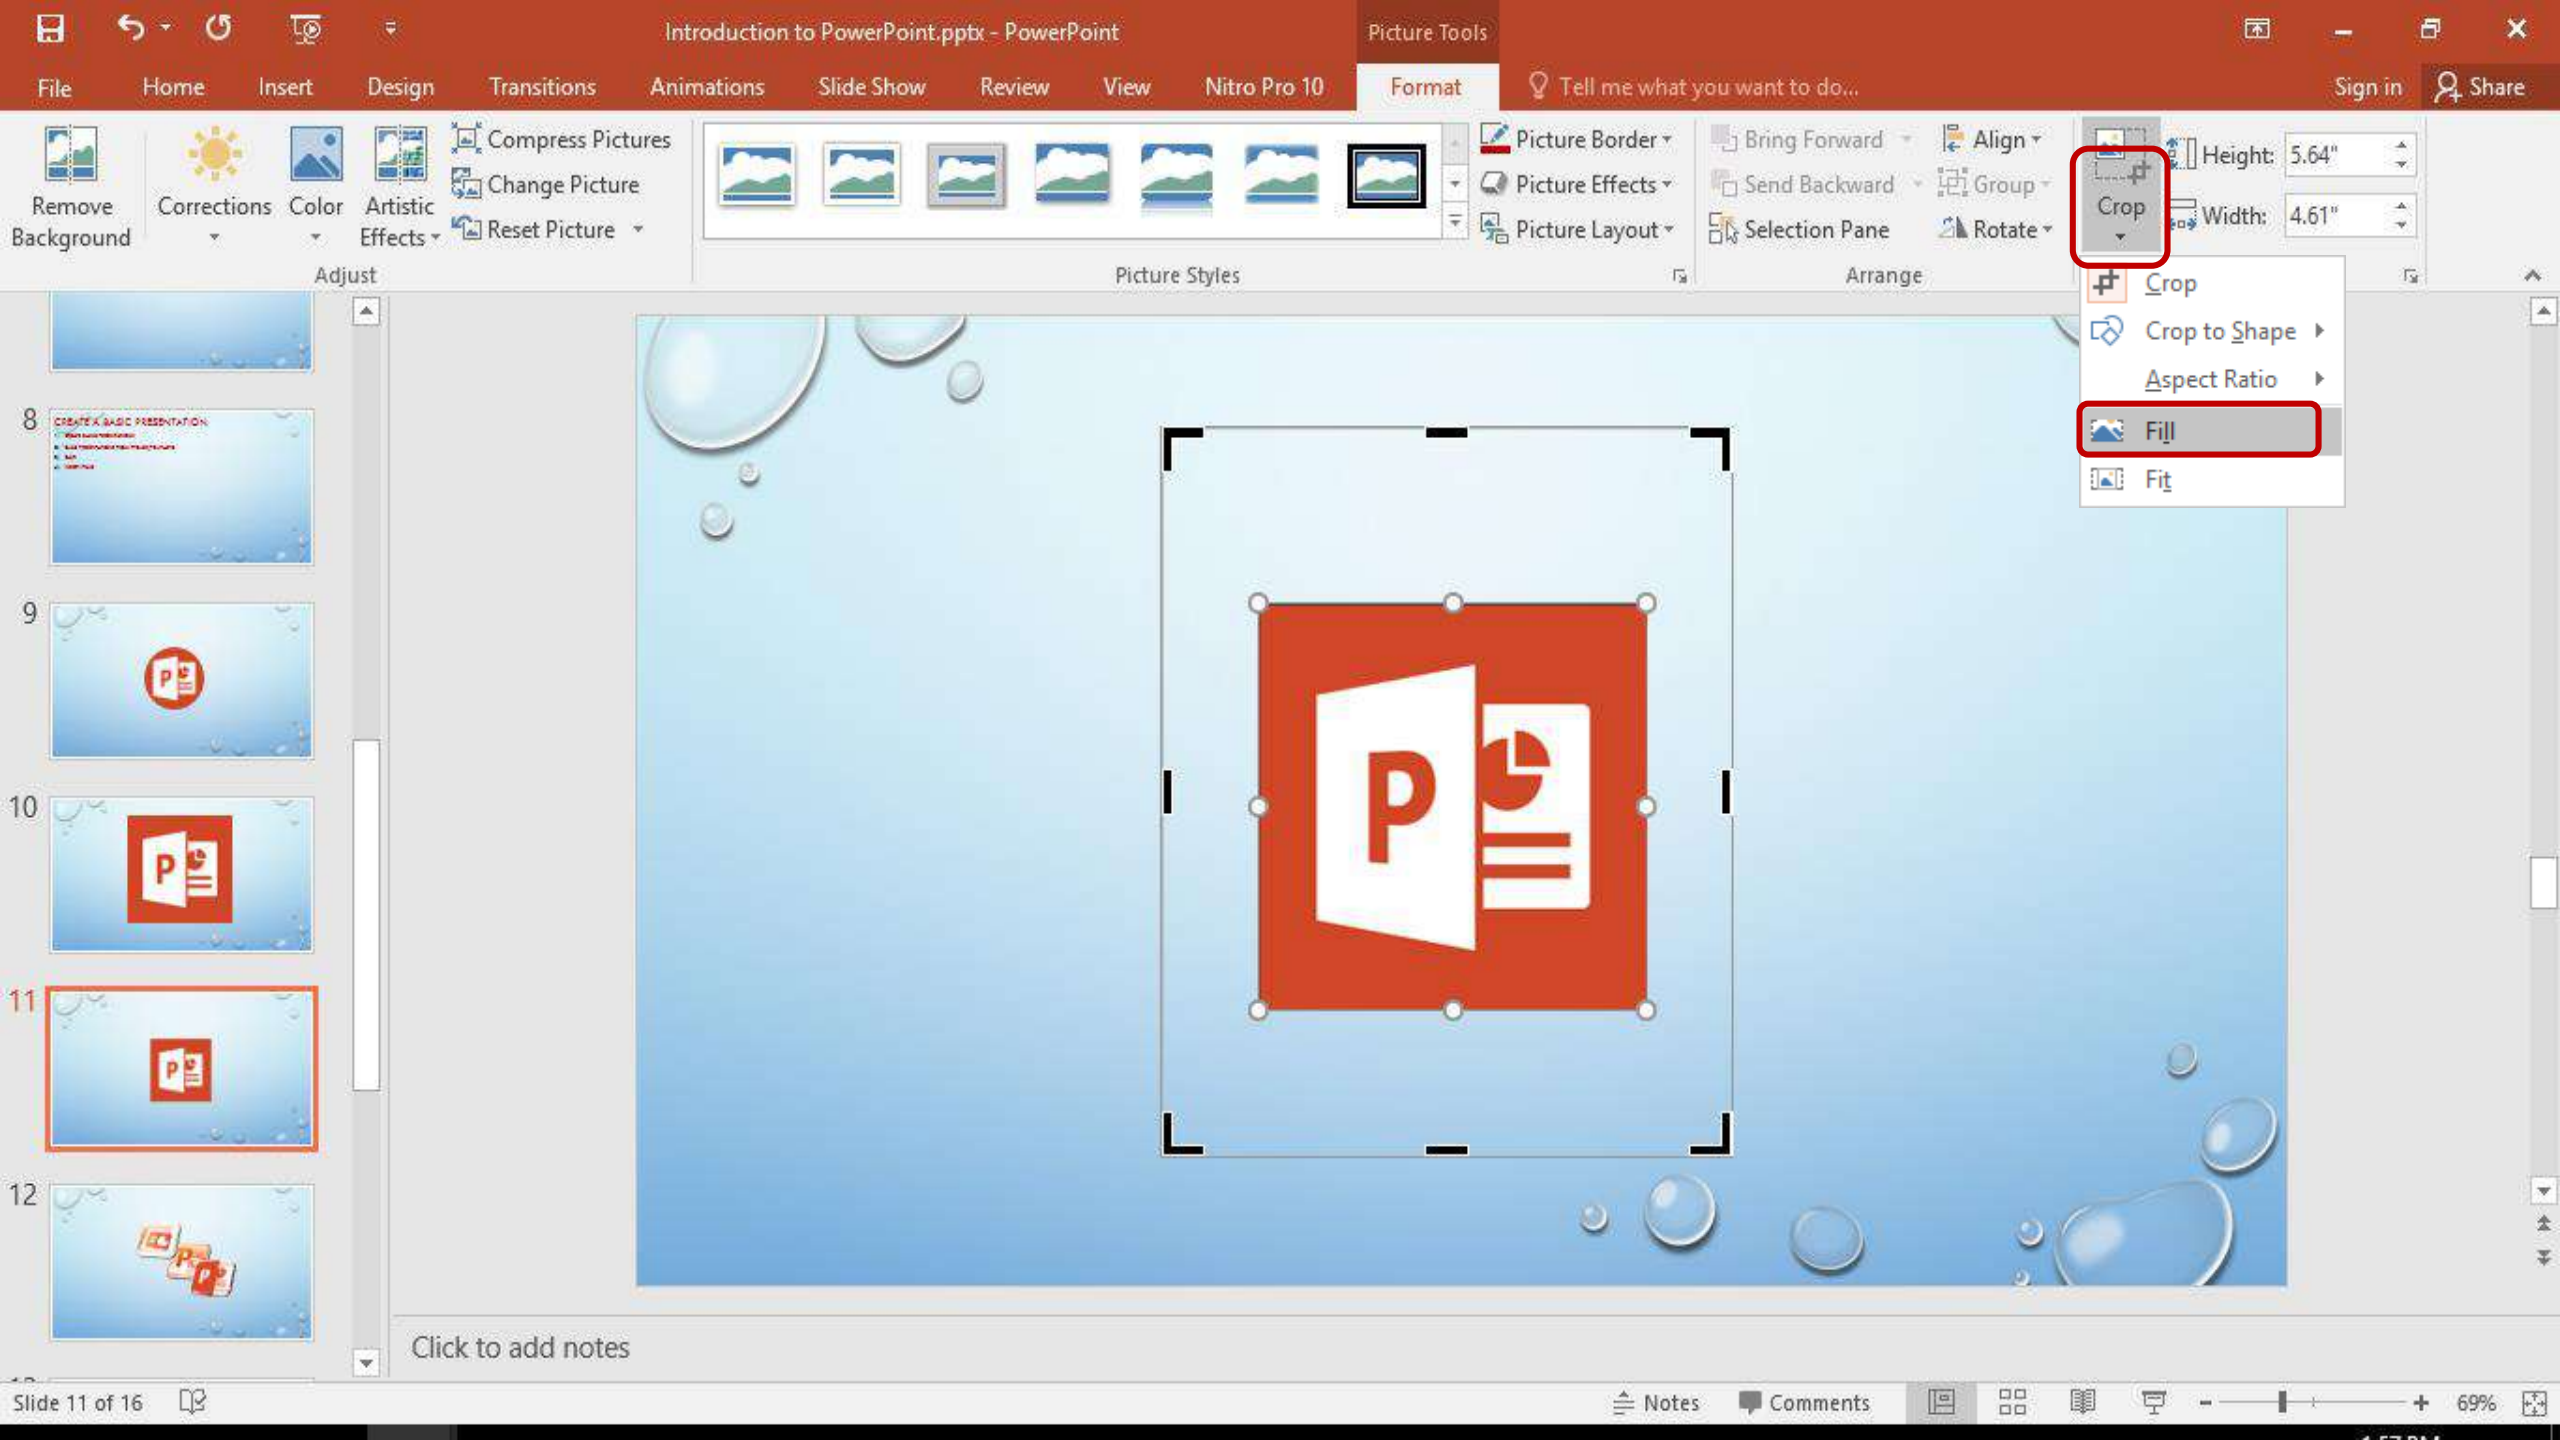 Introduction to PowerPoint.pptx - PowerPoint
Picture Tools
File Home Insert Design Transitions Animations Slide Show Review View Nitro Pro 10 Format Tell me what you want to do... Sign in Share
Remove Background
Corrections
Color
Artistic Effects
Compress Pictures
Change Picture
Reset Picture
Adjust
Picture Styles
Picture Border
Picture Effects
Picture Layout
Bring Forward
Send Backward
Selection Pane
Align
Group
Rotate
Arrange
Crop
Height: 5.64"
Width: 4.61"
Crop
Crop to Shape
Aspect Ratio
Fill
Fit
8
CREATE A BASIC PRESENTATION
9
P
10
P
11
P
12
P
P
P
Click to add notes
Slide 11 of 16
Notes Comments 69%